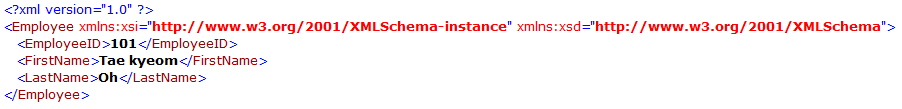 <?xml version="1.0" ?>
<Employee xmlns:xsi="http://www.w3.org/2001/XMLSchema-instance" xmlns:xsd="http://www.w3.org/2001/XMLSchema">
<EmployeeID>101</EmployeeID>
<FirstName>Tae kyeom</FirstName>
<LastName>Oh</LastName>
</Employee>